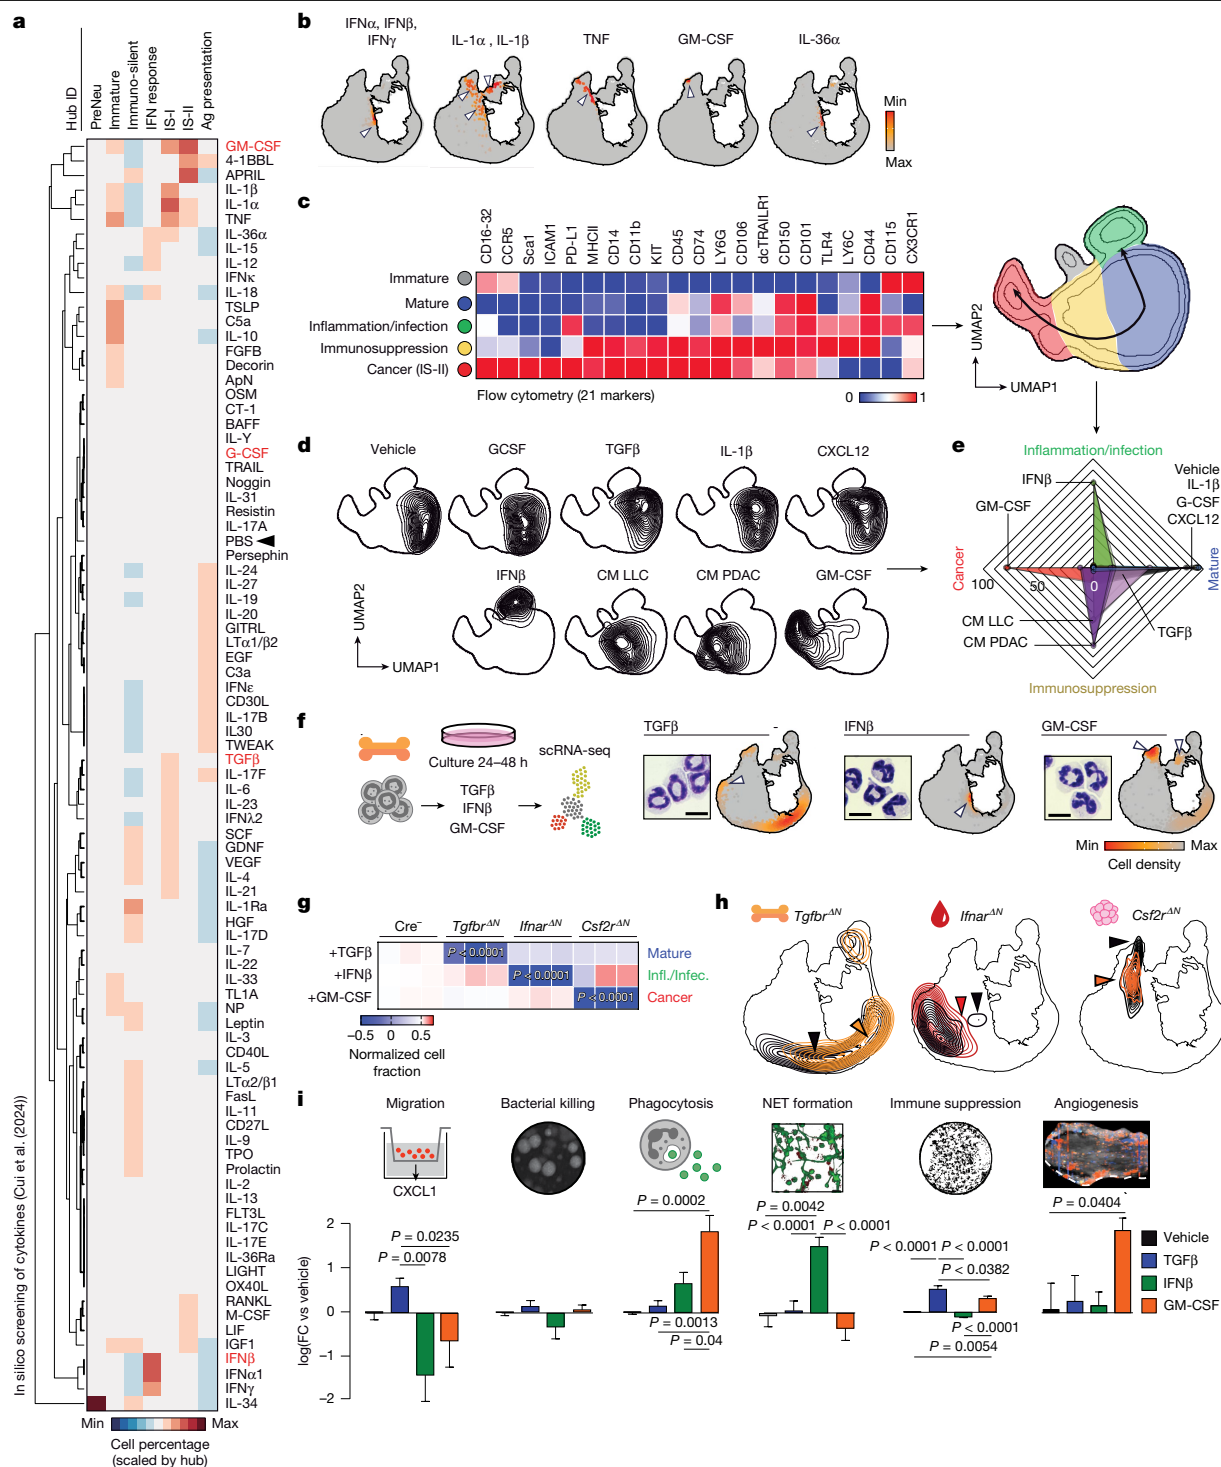 a
In silico screening of cytokines (Cui et al. (2024))
Hub ID
PreNeu
Immature
Immuno-silent
IFN response
IS-I
IS-II
Ag presentation
GM-CSF
4-1BBL
APRIL
IL-1β
IL-1α
TNF
IL-36α
IL-15
IL-12
IFNκ
IL-18
TSLP
C5a
IL-10
FGFB
Decorin
ApN
OSM
CT-1
BAFF
IL-Y
G-CSF
TRAIL
Noggin
IL-31
Resistin
IL-17A
PBS
Persephin
IL-24
IL-27
IL-19
IL-20
GITRL
LTα1/β2
EGF
C3a
IFNε
CD30L
IL-17B
IL30
TWEAK
TGFβ
IL-17F
IL-6
IL-23
IFNλ2
SCF
GDNF
VEGF
IL-4
IL-21
IL-1Ra
HGF
IL-17D
IL-7
IL-22
IL-33
TL1A
NP
Leptin
IL-3
CD40L
IL-5
LTα2/β1
FasL
IL-11
CD27L
IL-9
TPO
Prolactin
IL-2
IL-13
FLT3L
IL-17C
IL-17E
IL-36Ra
LIGHT
OX40L
RANKL
M-CSF
LIF
IGF1
IFNβ
IFNα1
IFNγ
IL-34
Min Max
Cell percentage
(scaled by hub)
b
IFNα, IFNβ,
IFNγ
IL-1α , IL-1β
TNF
GM-CSF
IL-36α
Min
Max
c
CD16-32
CCR5
Sca1
ICAM1
PD-L1
MHCII
CD14
CD11b
KIT
CD45
CD74
LY6G
CD106
dcTRAILR1
CD150
CD101
TLR4
LY6C
CD44
CD115
CX3CR1
Immature
Mature
Inflammation/infection
Immunosuppression
Cancer (IS-II)
Flow cytometry (21 markers)
0 1
UMAP2
UMAP1
d
Vehicle
GCSF
TGFβ
IL-1β
CXCL12
IFNβ
CM LLC
CM PDAC
GM-CSF
UMAP2
UMAP1
e
Inflammation/infection
IFNβ
GM-CSF
Vehicle
IL-1β
G-CSF
CXCL12
Cancer
Mature
100 50 0
CM LLC
CM PDAC
TGFβ
Immunosuppression
f
Culture 24–48 h
TGFβ
IFNβ
GM-CSF
scRNA-seq
TGFβ
IFNβ
GM-CSF
Min Max
Cell density
g
Cre⁻ Tgfbr^ΔN Ifnar^ΔN Csf2r^ΔN
+TGFβ P < 0.0001 Mature
+IFNβ P < 0.0001 Infl./Infec.
+GM-CSF P < 0.0001 Cancer
−0.5 0 0.5
Normalized cell
fraction
h
Tgfbr^ΔN
Ifnar^ΔN
Csf2r^ΔN
i
Migration
CXCL1
Bacterial killing
Phagocytosis
NET formation
Immune suppression
Angiogenesis
log(FC vs vehicle)
2
1
0
−1
−2
P = 0.0235
P = 0.0078
P = 0.0002
P = 0.0013
P = 0.04
P = 0.0042
P < 0.0001 P < 0.0001
P < 0.0001 P < 0.0001
P < 0.0382
P < 0.0001
P = 0.0054
P = 0.0404
Vehicle
TGFβ
IFNβ
GM-CSF